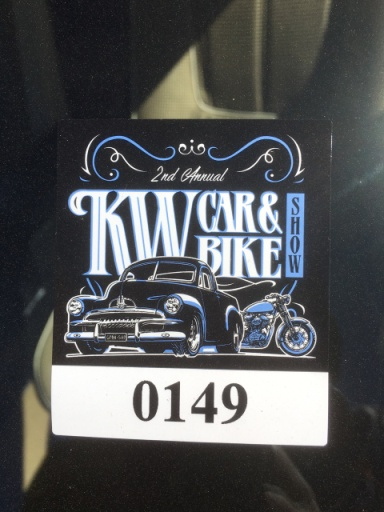 2nd Annual
KW CAR &
BIKE
SHOW
0149